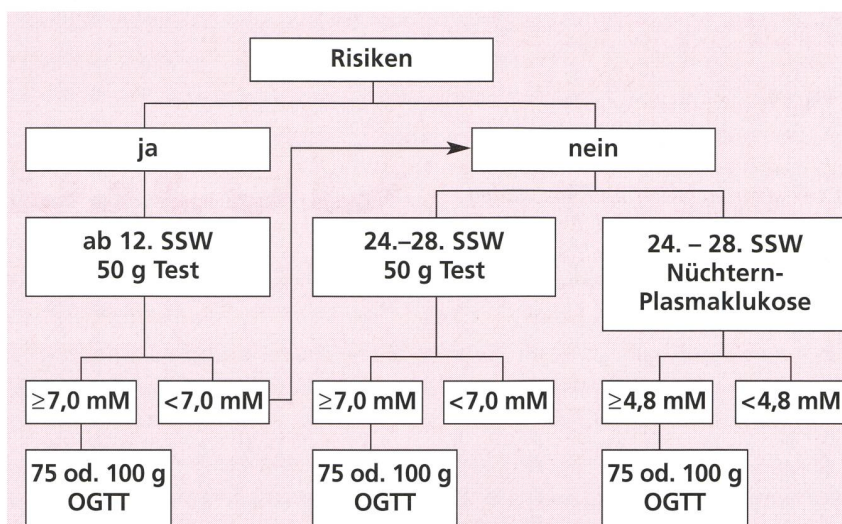 Risiken
ja
nein
ab 12. SSW
50 g Test
24.–28. SSW
50 g Test
24. – 28. SSW
Nüchtern-
Plasmaklukose
≥7,0 mM
<7,0 mM
≥7,0 mM
<7,0 mM
≥4,8 mM
<4,8 mM
75 od. 100 g
OGTT
75 od. 100 g
OGTT
75 od. 100 g
OGTT